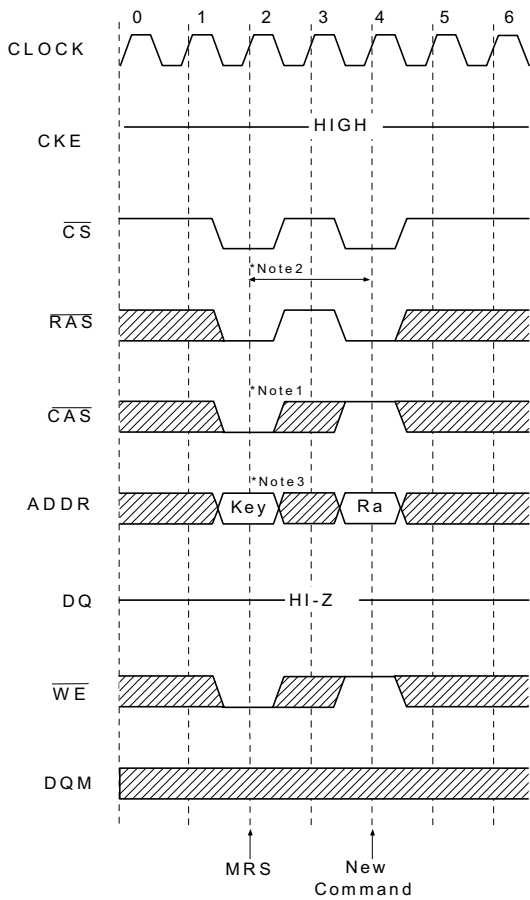 0 1 2 3 4 5 6
CLOCK
HIGH
CKE
CS
*Note2
RAS
*Note1
CAS
*Note3
ADDR Key Ra
DQ HI-Z
WE
DQM
MRS New
Command